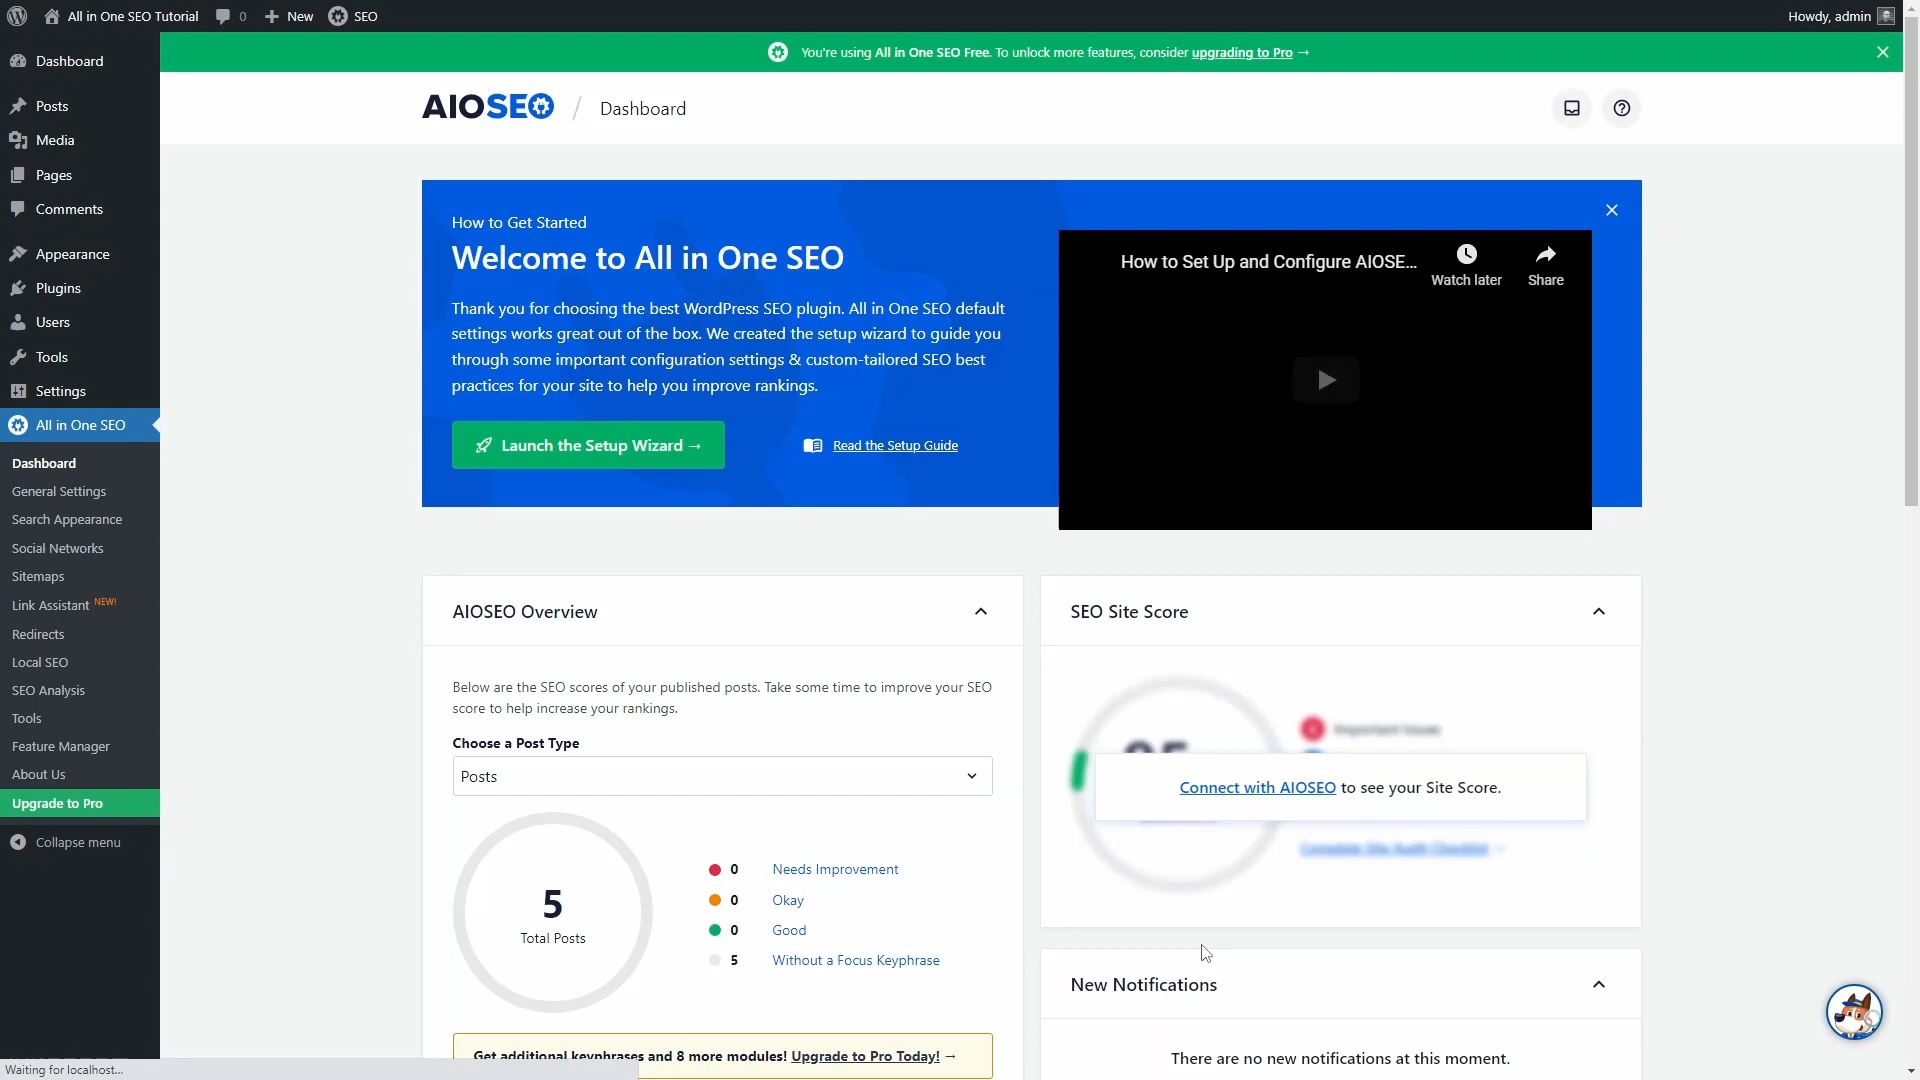 All in One SEO Tutorial 0 New SEO Howdy, admin
You're using All in One SEO Free. To unlock more features, consider upgrading to Pro →
Dashboard
Posts
Media
Pages
Comments
Appearance
Plugins
Users
Tools
Settings
All in One SEO
Dashboard
General Settings
Search Appearance
Social Networks
Sitemaps
Link Assistant NEW!
Redirects
Local SEO
SEO Analysis
Tools
Feature Manager
About Us
Upgrade to Pro
Collapse menu
AIOSEO / Dashboard
How to Get Started
Welcome to All in One SEO
Thank you for choosing the best WordPress SEO plugin. All in One SEO default
settings works great out of the box. We created the setup wizard to guide you
through some important configuration settings & custom-tailored SEO best
practices for your site to help you improve rankings.
Launch the Setup Wizard →
Read the Setup Guide
How to Set Up and Configure AIOSE...
Watch later
Share
AIOSEO Overview
Below are the SEO scores of your published posts. Take some time to improve your SEO
score to help increase your rankings.
Choose a Post Type
Posts
5
Total Posts
0 Needs Improvement
0 Okay
0 Good
5 Without a Focus Keyphrase
Get additional keyphrases and 8 more modules! Upgrade to Pro Today! →
SEO Site Score
Important Issues
Connect with AIOSEO to see your Site Score.
Complete Site Audit Checklist
New Notifications
There are no new notifications at this moment.
Waiting for localhost...